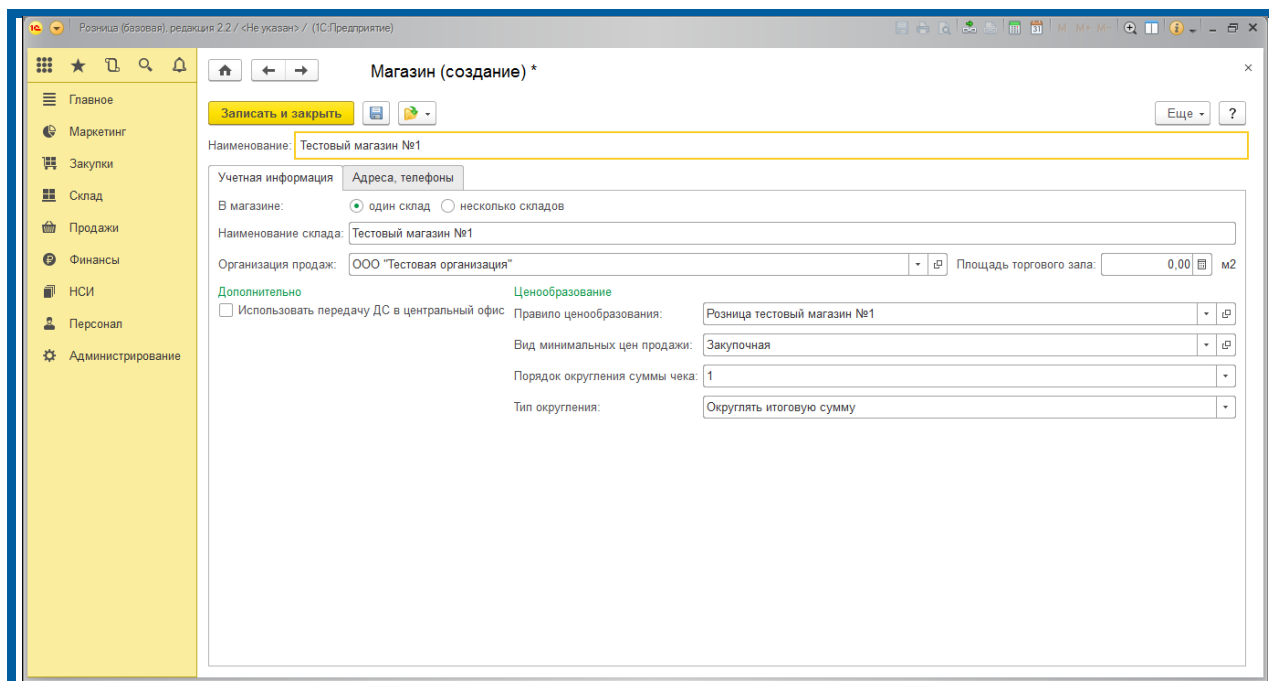 Розница (базовая), редакция 2.2 / <Не указан> / (1С:Предприятие)
M M+ M-
Магазин (создание) *
Главное
Маркетинг
Закупки
Склад
Продажи
Финансы
НСИ
Персонал
Администрирование
Записать и закрыть
Еще
?
Наименование: Тестовый магазин №1
Учетная информация Адреса, телефоны
В магазине: один склад несколько складов
Наименование склада: Тестовый магазин №1
Организация продаж: ООО "Тестовая организация" Площадь торгового зала: 0,00 м2
Дополнительно Ценообразование
Использовать передачу ДС в центральный офис Правило ценообразования: Розница тестовый магазин №1
Вид минимальных цен продажи: Закупочная
Порядок округления суммы чека: 1
Тип округления: Округлять итоговую сумму